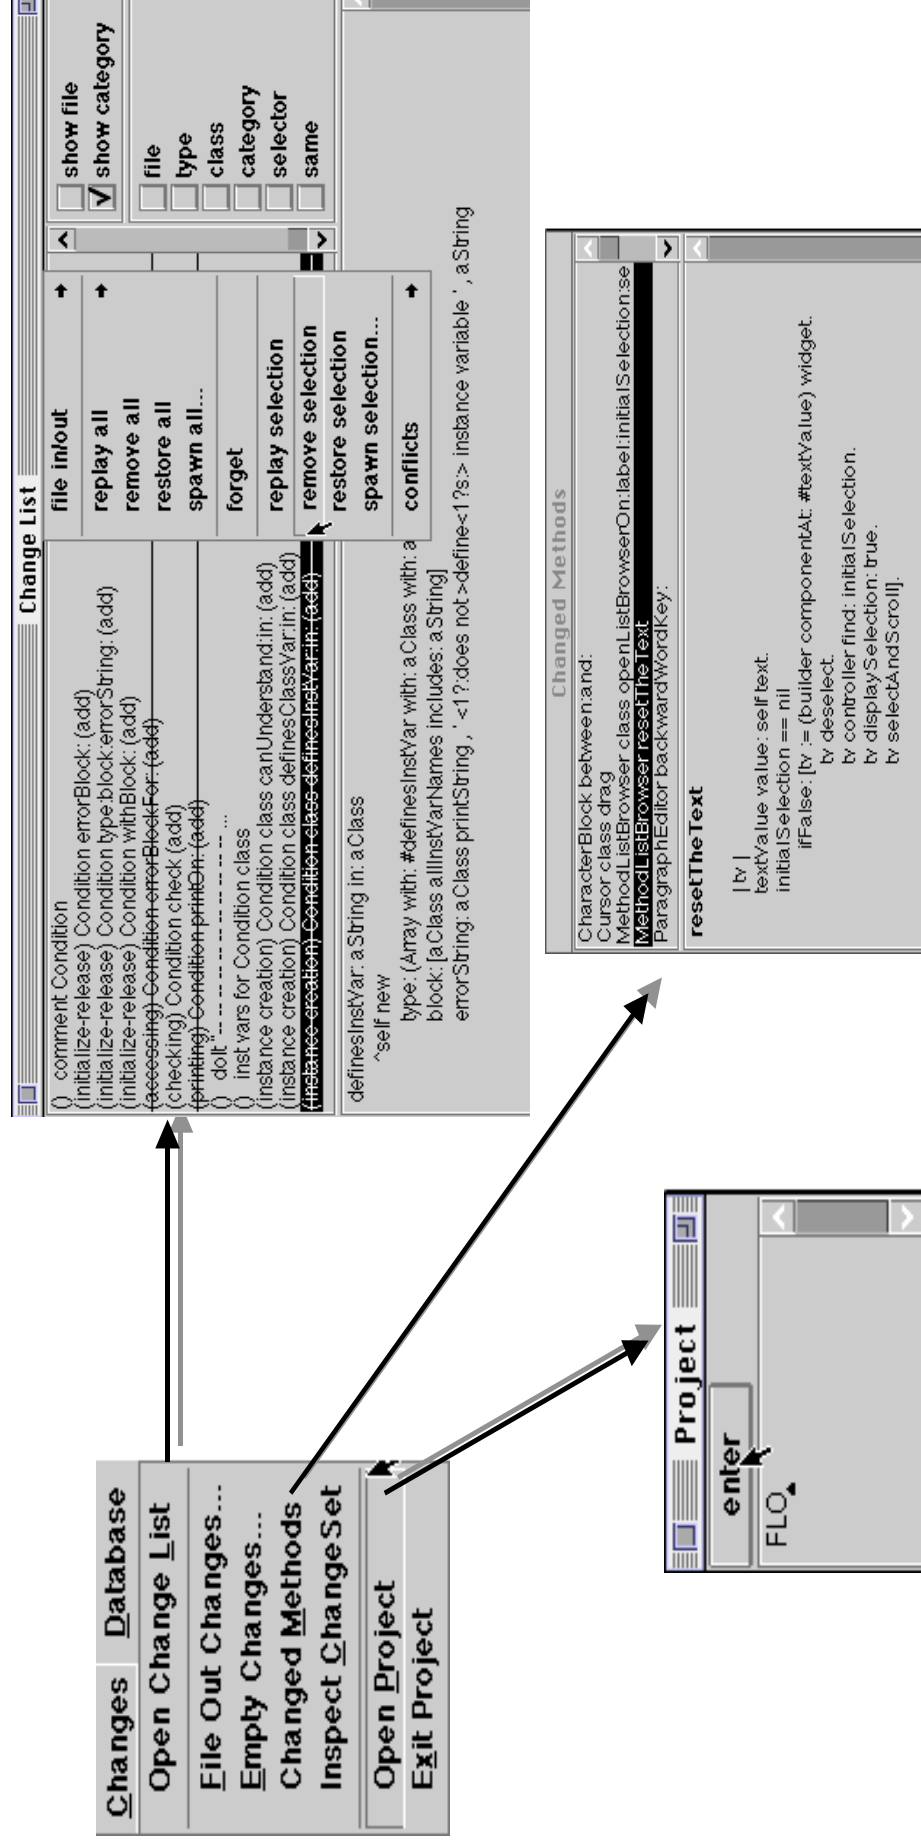 Changes Database
Open Change List
File Out Changes...
Empty Changes...
Changed Methods
Inspect ChangeSet
Open Project
Exit Project
Change List
() comment Condition
(initialize-release) Condition errorBlock: (add)
(initialize-release) Condition type:block:errorString: (add)
(initialize-release) Condition withBlock: (add)
(accessing) Condition errorBlockFor: (add)
(checking) Condition check (add)
(printing) Condition printOn: (add)
() doIt "- - - - - - - - - - - - - - ...
() inst vars for Condition class
(instance creation) Condition class canUnderstand:in: (add)
(instance creation) Condition class definesClassVar:in: (add)
(instance creation) Condition class definesInstVar:in: (add)
file in/out
replay all
remove all
restore all
spawn all...
forget
replay selection
remove selection
restore selection
spawn selection...
conflicts
show file
show category
file
type
class
category
selector
same
definesInstVar: aString in: aClass
^self new
type: (Array with: #definesInstVar with: aClass with: a
block: [aClass allInstVarNames includes: aString]
errorString: aClass printString , ' <1?:does not >define<1?s:> instance variable ' , aString
Changed Methods
CharacterBlock between:and:
Cursor class drag
MethodListBrowser class openListBrowserOn:label:initialSelection:se
MethodListBrowser resetTheText
ParagraphEditor backwardWordKey:
resetTheText
| tv |
textValue value: self text.
initialSelection == nil
ifFalse: [tv := (builder componentAt: #textValue) widget.
tv deselect.
tv controller find: initialSelection.
tv displaySelection: true.
tv selectAndScroll].
Project
enter
FLO